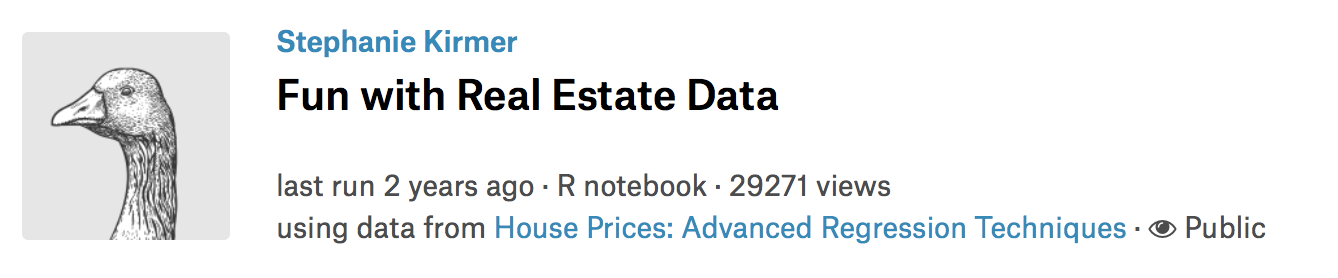 Stephanie Kirmer
Fun with Real Estate Data
last run 2 years ago · R notebook · 29271 views
using data from House Prices: Advanced Regression Techniques · Public